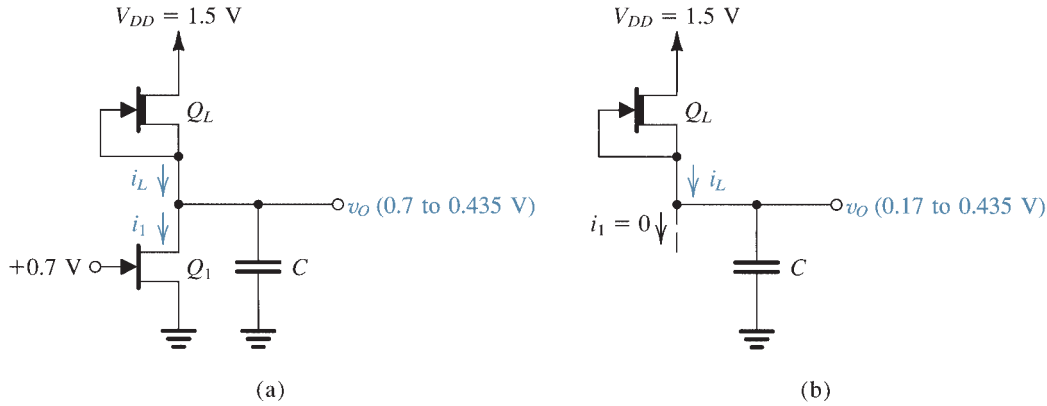 V_DD = 1.5 V
Q_L
i_L
v_O (0.7 to 0.435 V)
i_1
+0.7 V
Q_1
C
(a)
V_DD = 1.5 V
Q_L
i_L
v_O (0.17 to 0.435 V)
i_1 = 0
C
(b)